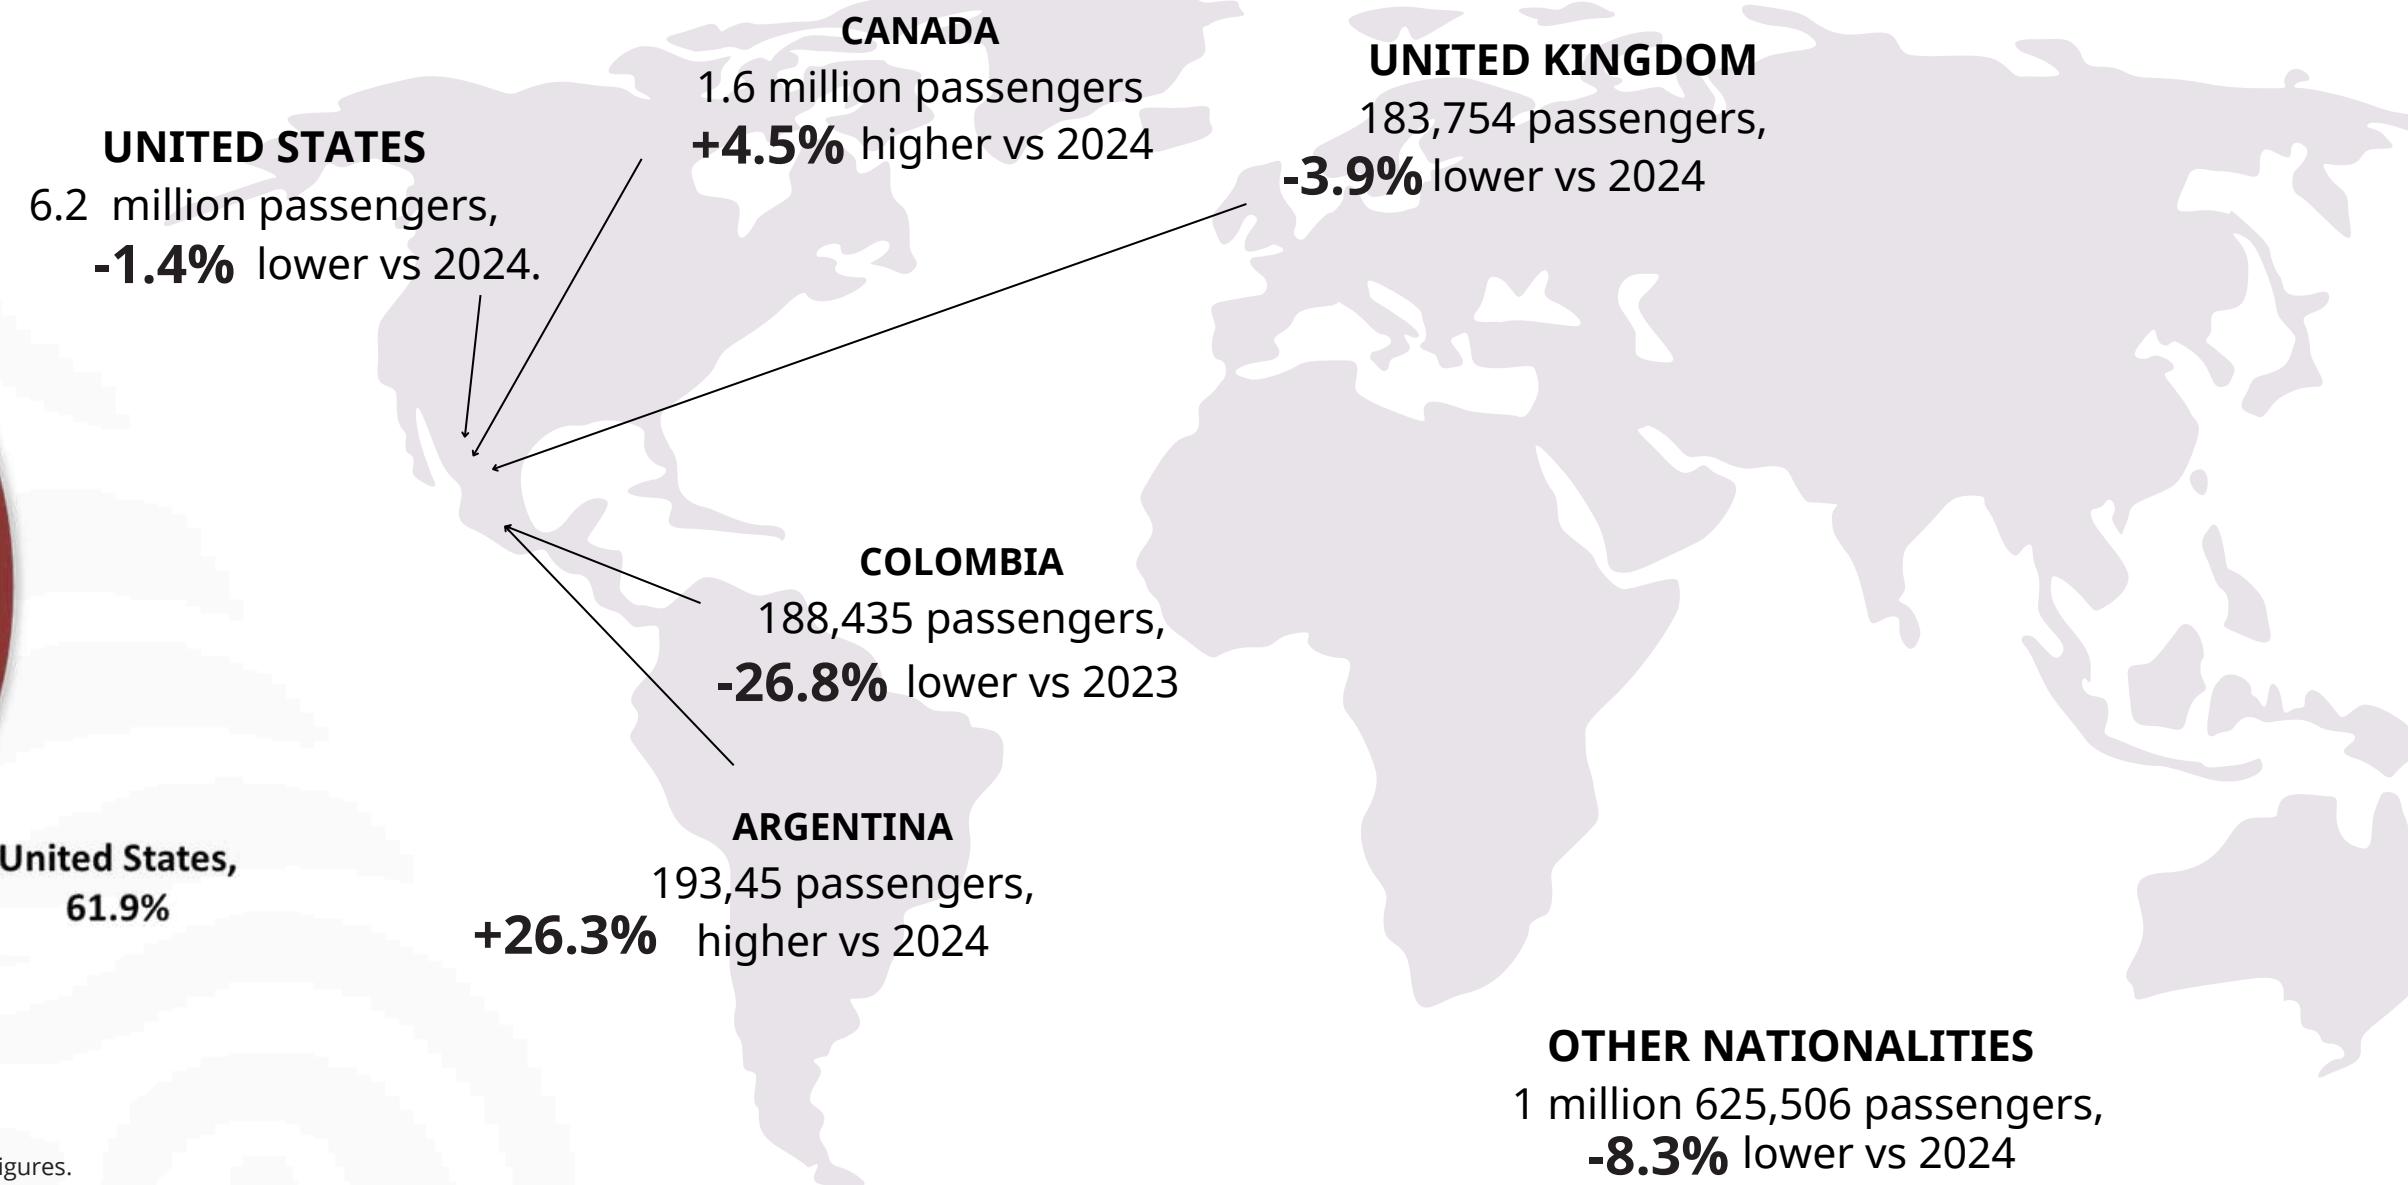 CANADA
1.6 million passengers
+4.5% higher vs 2024
UNITED KINGDOM
183,754 passengers,
-3.9% lower vs 2024
UNITED STATES
6.2 million passengers,
-1.4% lower vs 2024.
COLOMBIA
188,435 passengers,
-26.8% lower vs 2023
ARGENTINA
193,45 passengers,
+26.3% higher vs 2024
United States,
61.9%
OTHER NATIONALITIES
1 million 625,506 passengers,
-8.3% lower vs 2024
igures.